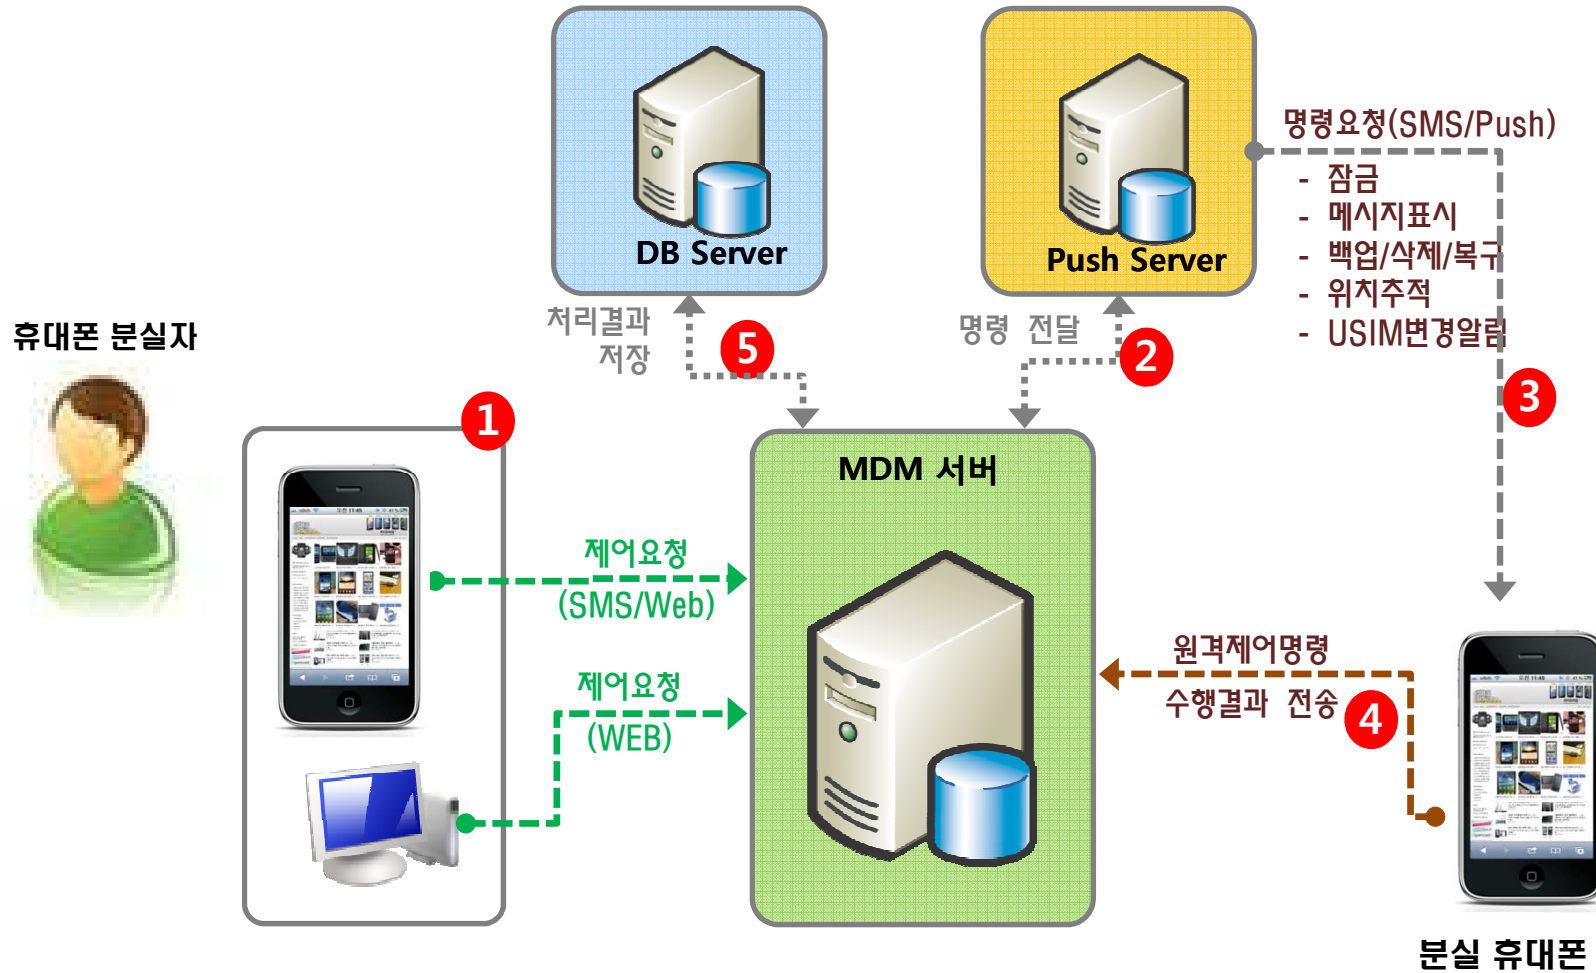 DB Server
Push Server
명령요청(SMS/Push)
- 잠금
- 메시지표시
- 백업/삭제/복구
- 위치추적
- USIM변경알림
처리결과
저장
5
명령 전달
2
3
휴대폰 분실자
1
MDM 서버
제어요청
(SMS/Web)
제어요청
(WEB)
원격제어명령
수행결과 전송
4
분실 휴대폰